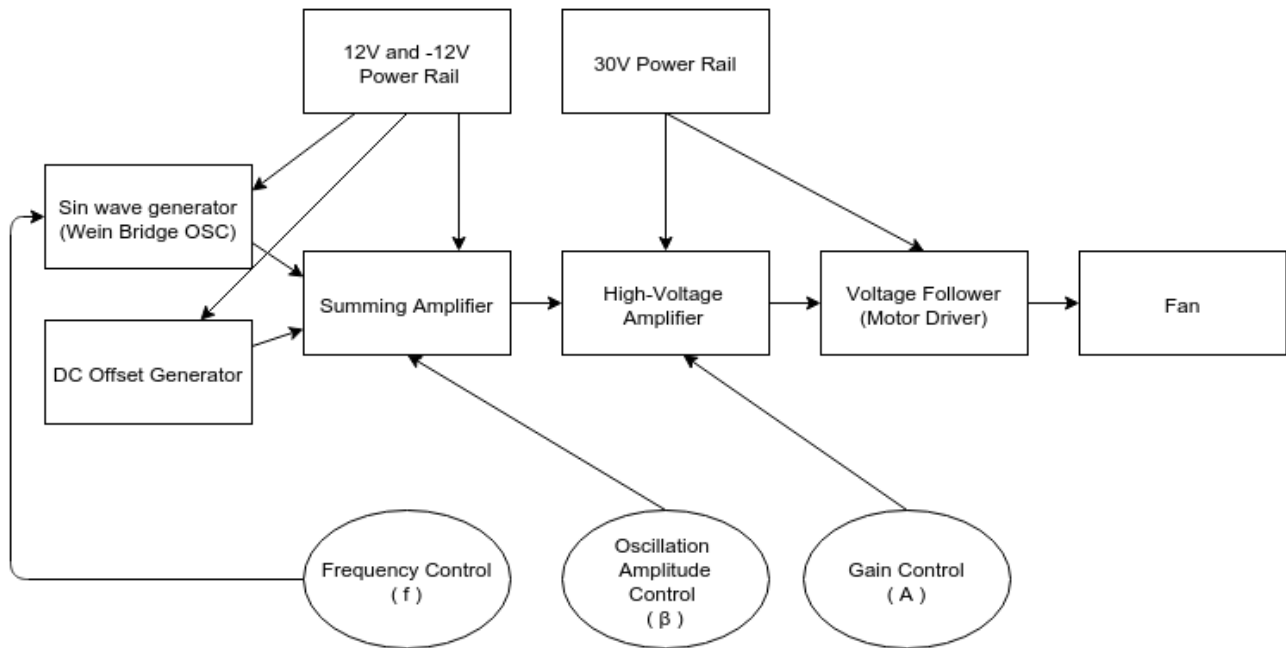 12V and -12V
Power Rail
30V Power Rail
Sin wave generator
(Wein Bridge OSC)
Summing Amplifier
High-Voltage
Amplifier
Voltage Follower
(Motor Driver)
Fan
DC Offset Generator
Frequency Control
( f )
Oscillation
Amplitude
Control
( β )
Gain Control
( A )